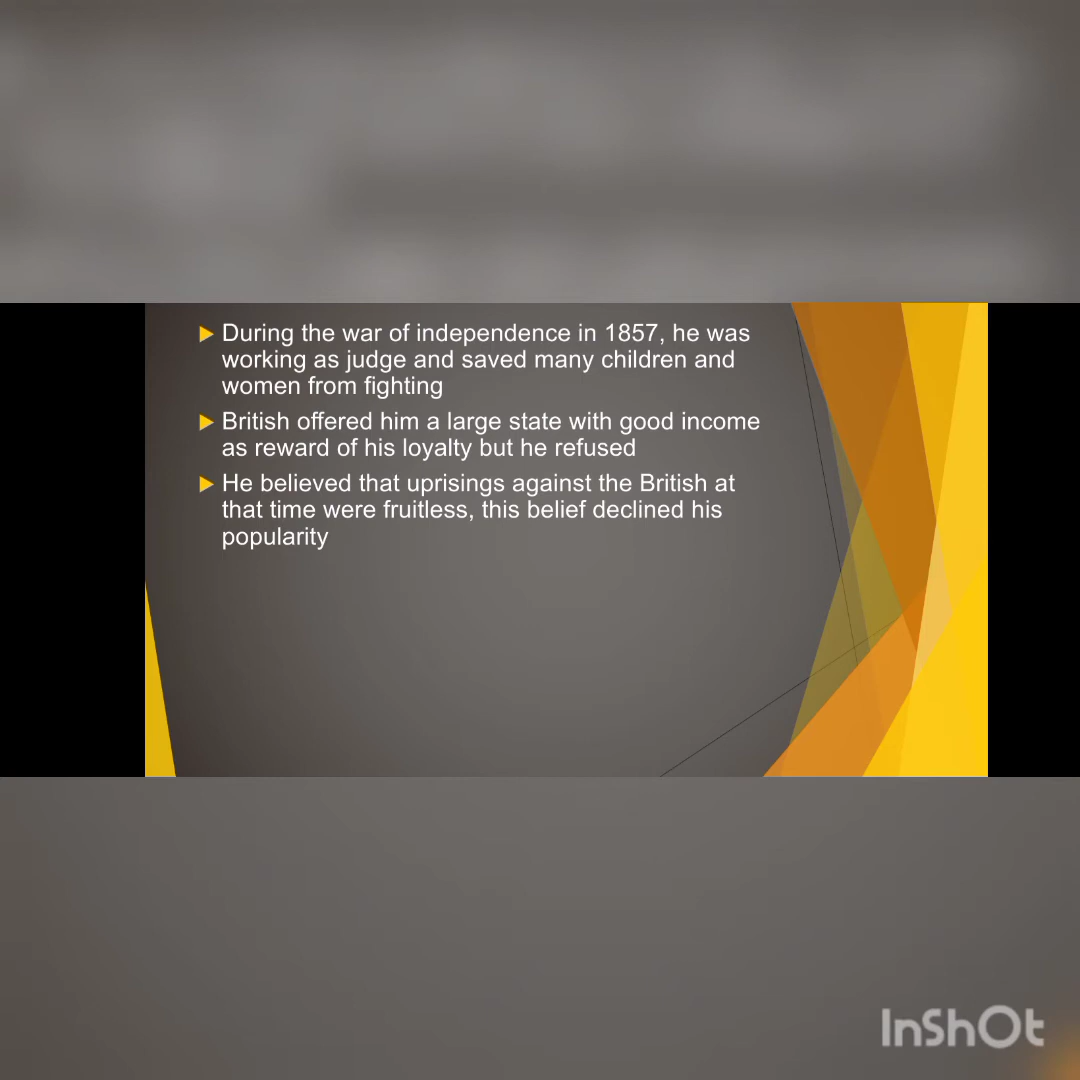 During the war of independence in 1857, he was
working as judge and saved many children and
women from fighting
British offered him a large state with good income
as reward of his loyalty but he refused
He believed that uprisings against the British at
that time were fruitless, this belief declined his
popularity
InShOt